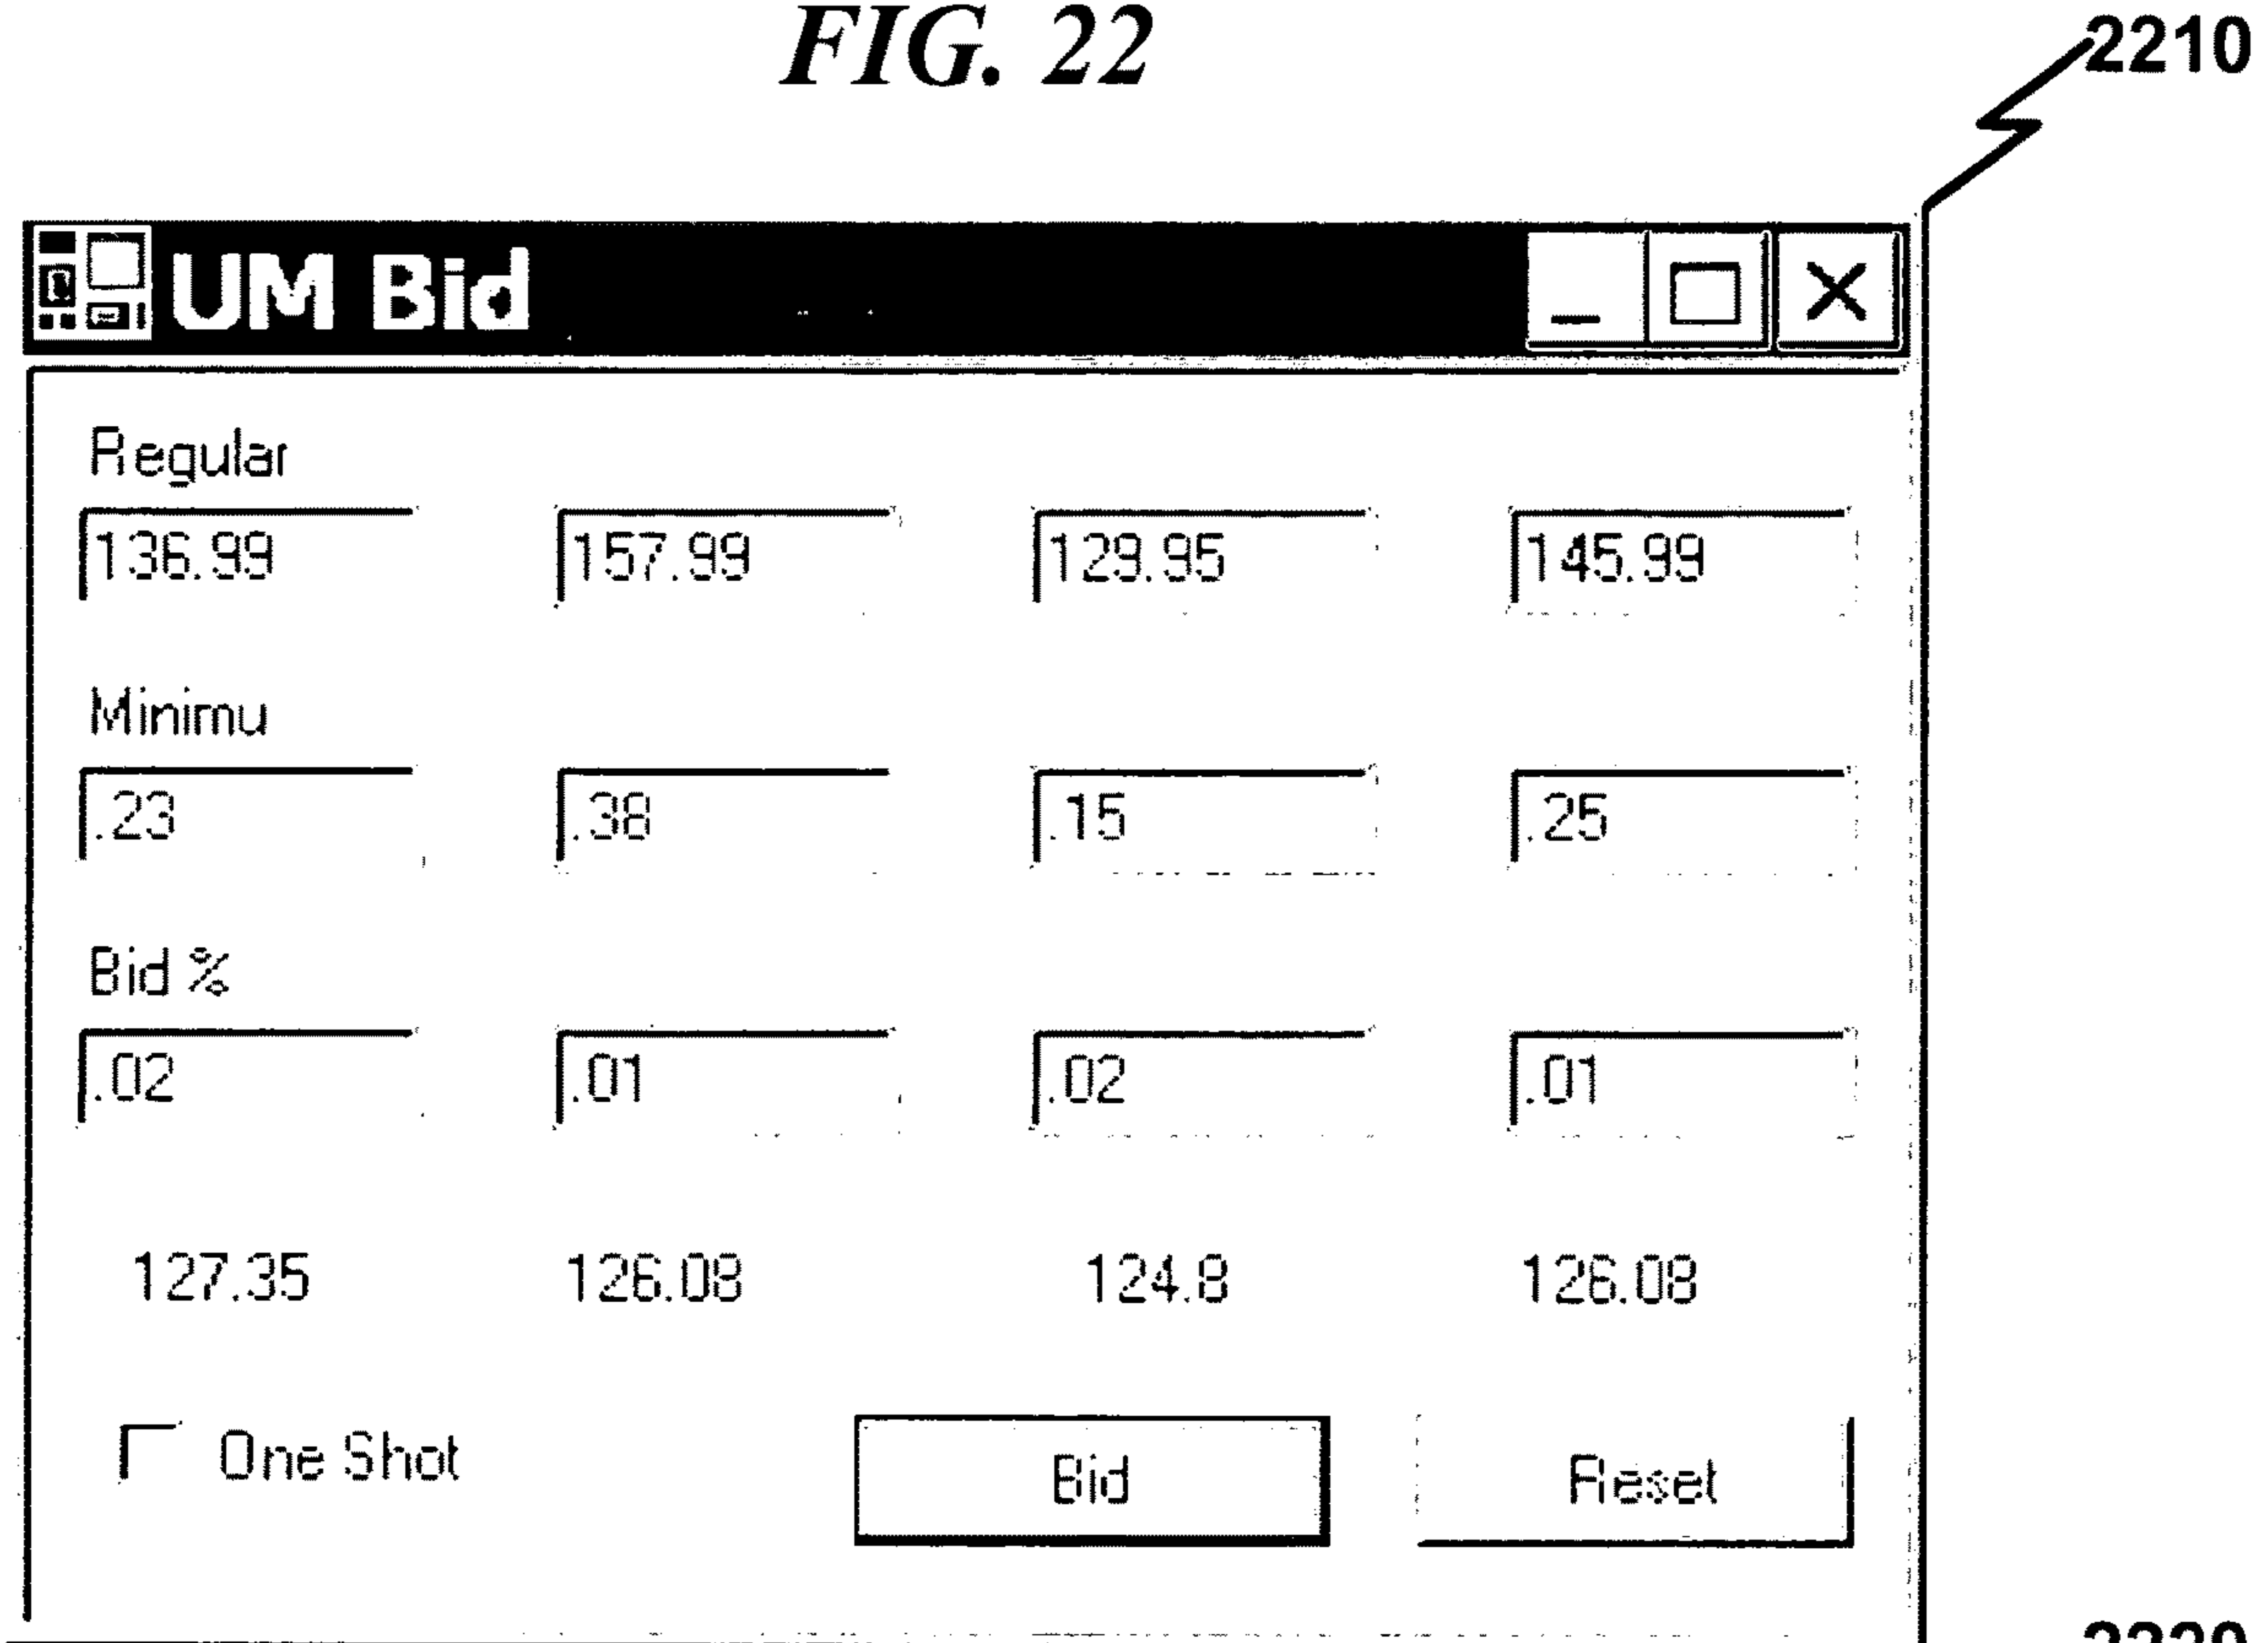 FIG. 22
2210
UM Bid
Regular
136.99 157.99 129.95 145.99
Minimu
.23 .38 .15 .25
Bid %
.02 .01 .02 .01
127.35 126.08 124.8 126.08
One Shot Bid Reset